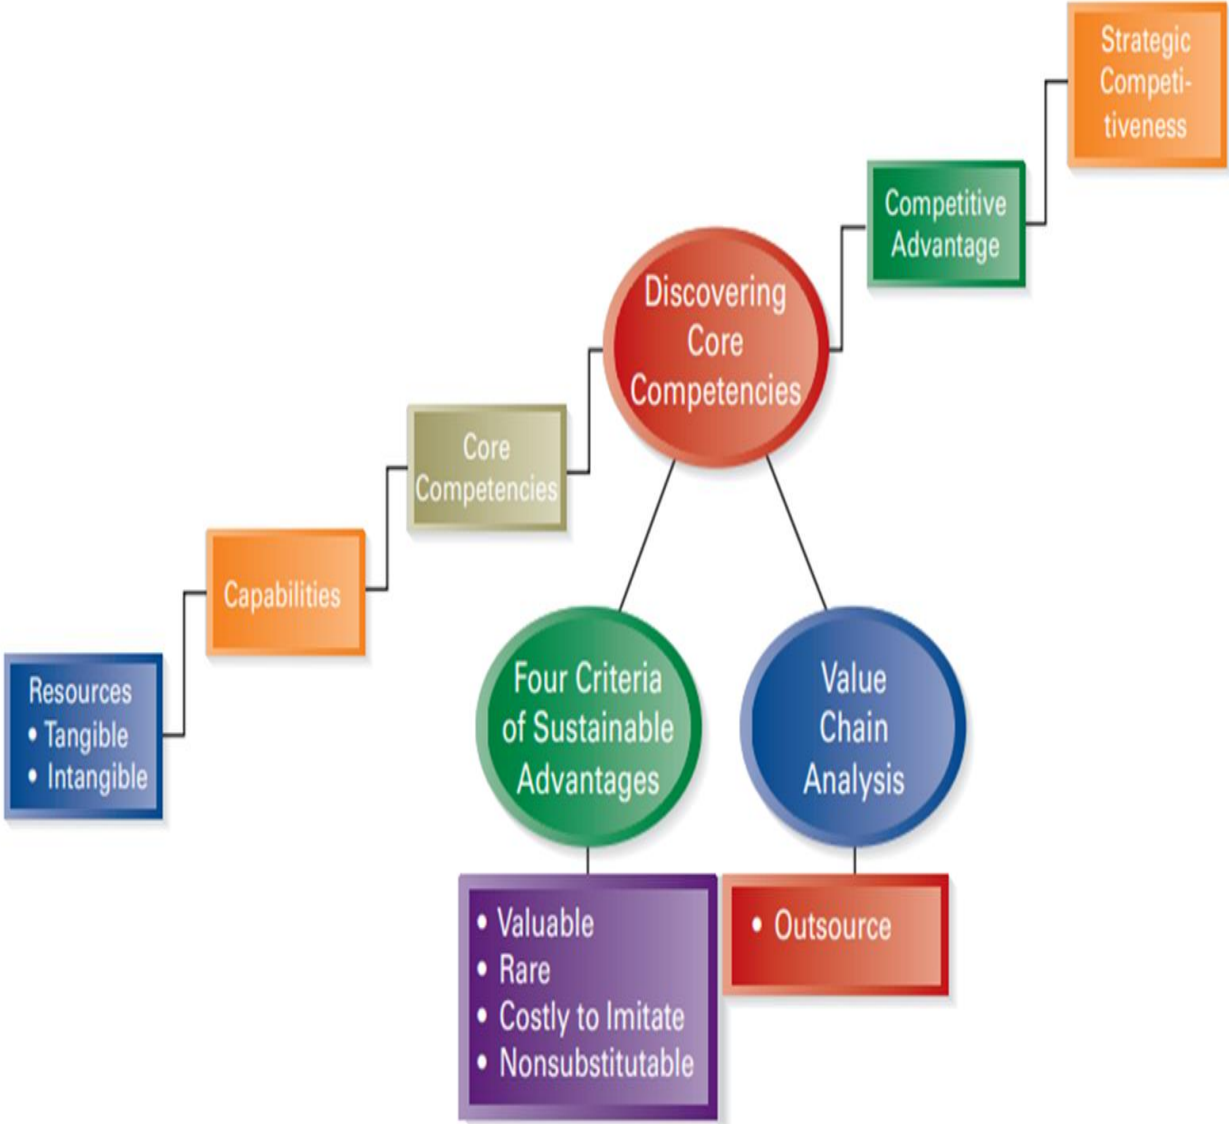 Resources
• Tangible
• Intangible
Capabilities
Core
Competencies
Discovering
Core
Competencies
Competitive
Advantage
Strategic
Competi-
tiveness
Four Criteria
of Sustainable
Advantages
• Valuable
• Rare
• Costly to Imitate
• Nonsubstitutable
Value
Chain
Analysis
• Outsource